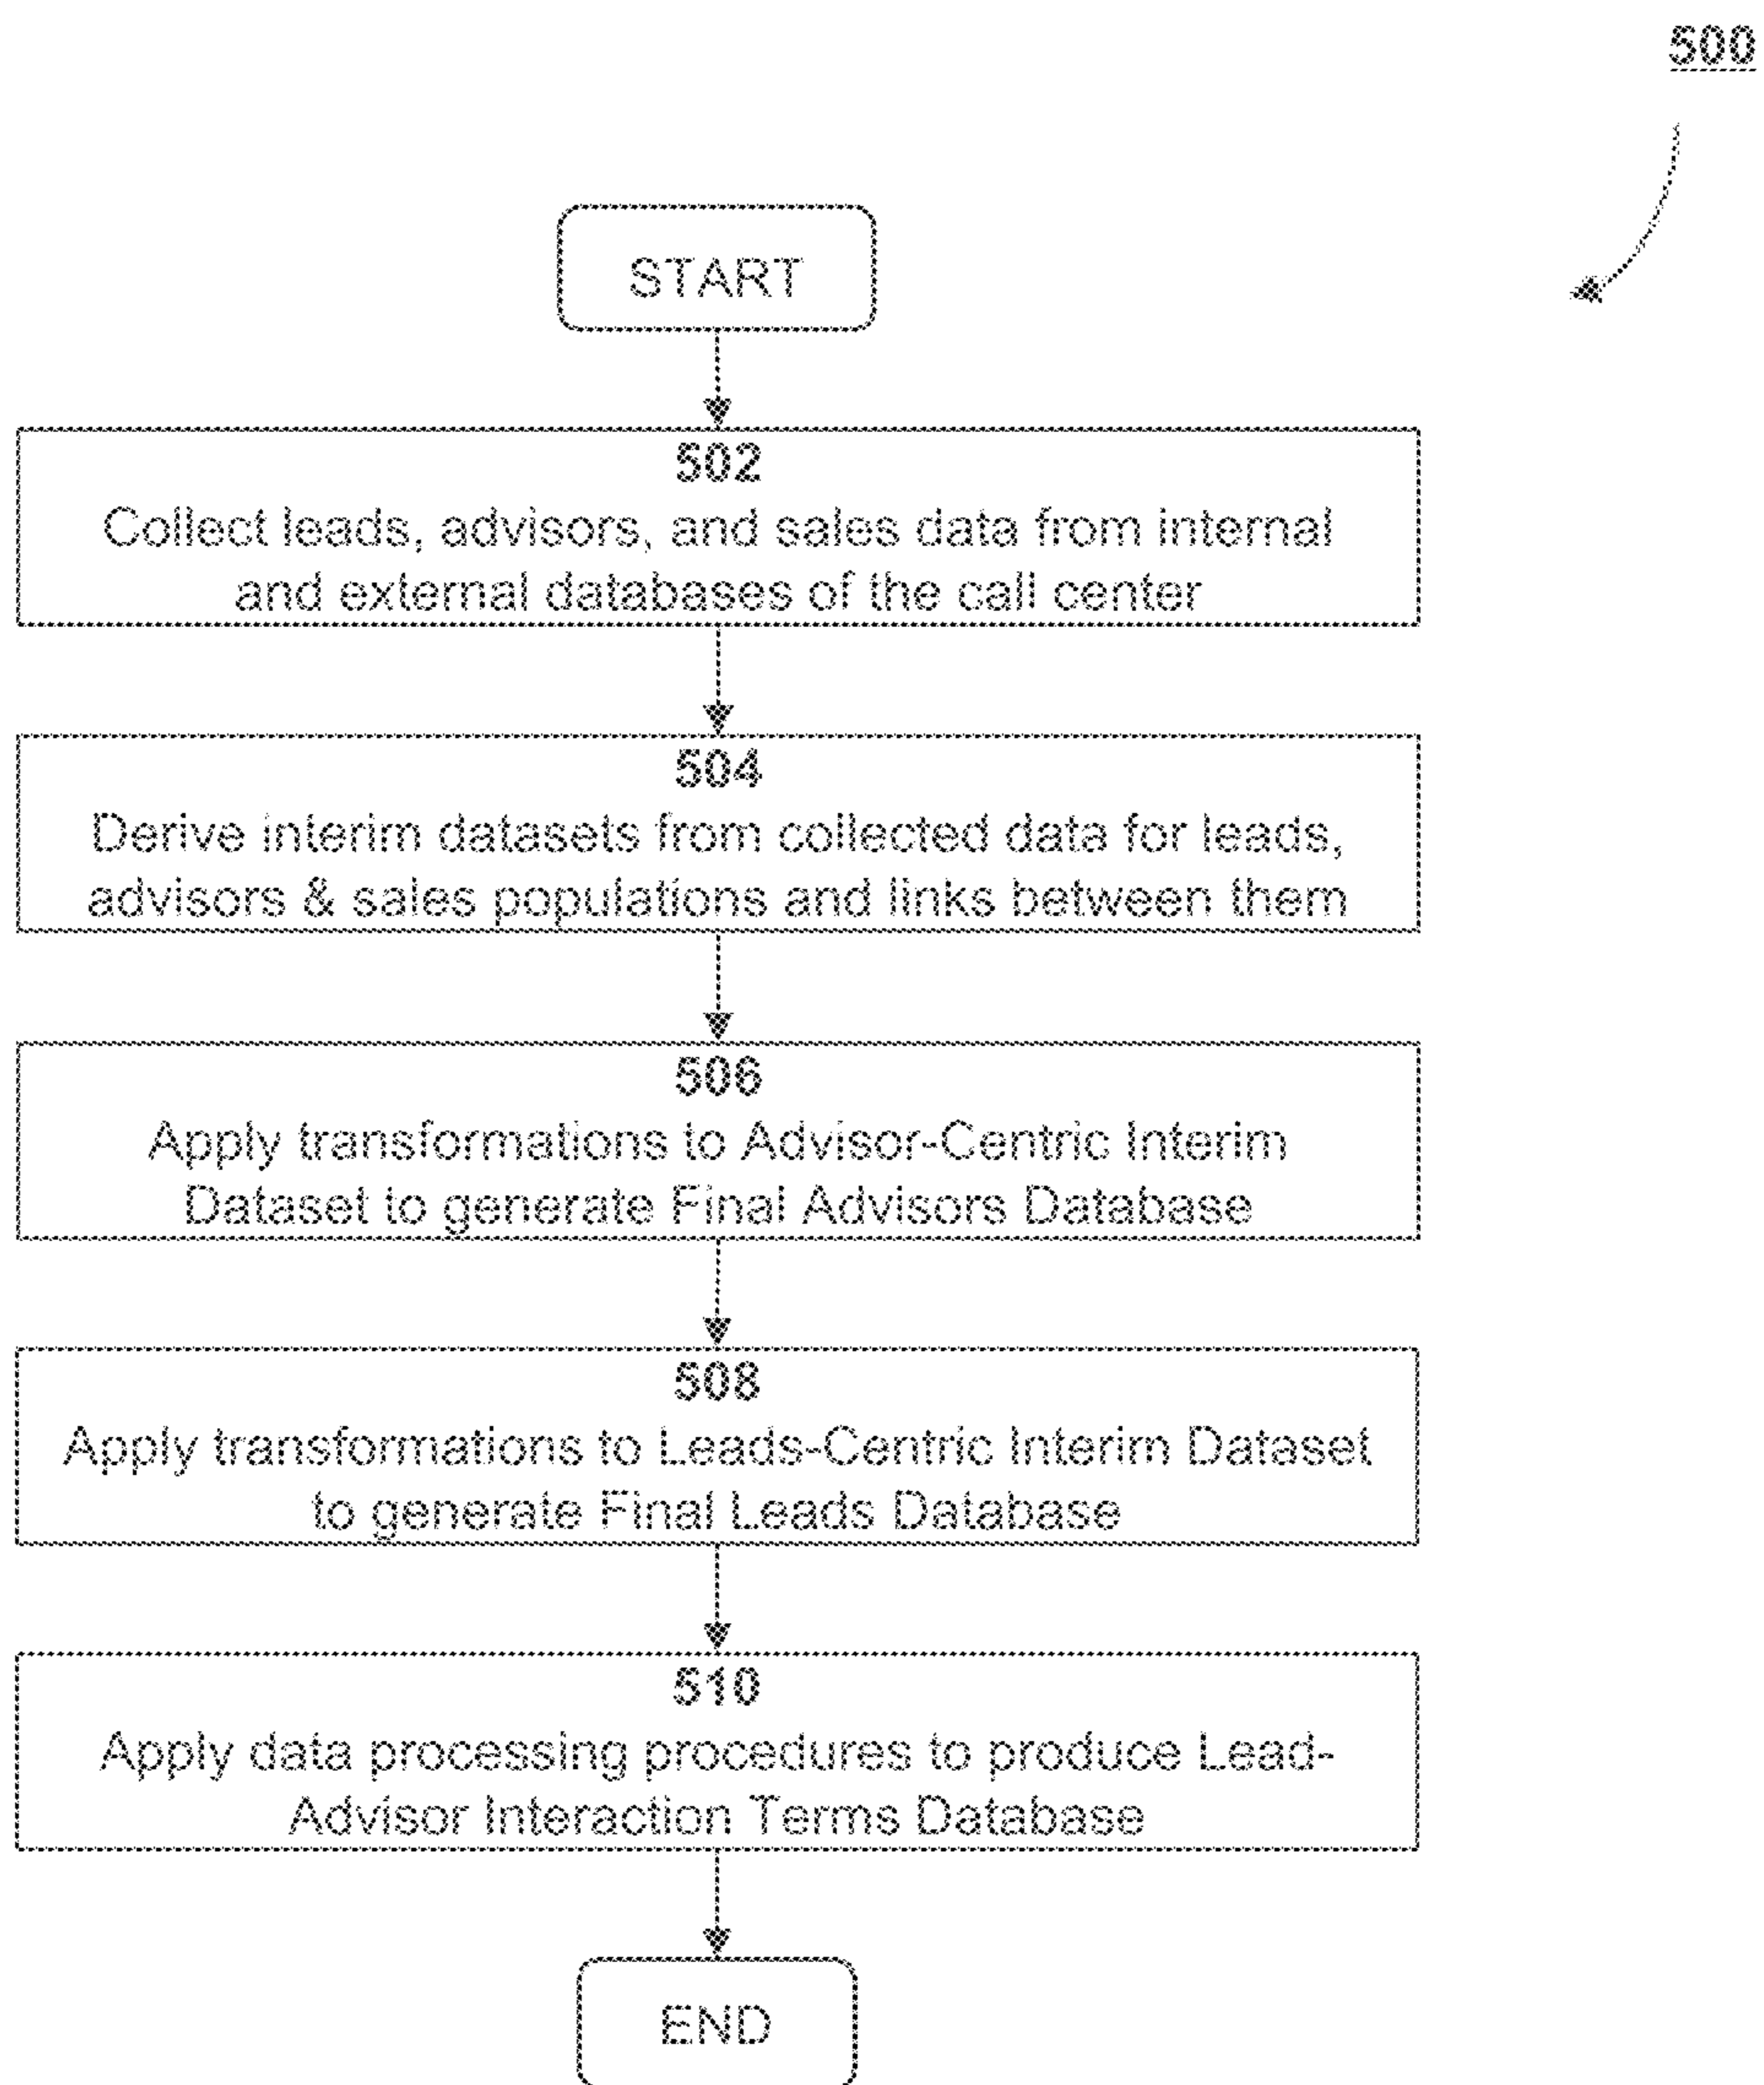 500
START
502
Collect leads, advisors, and sales data from internal
and external databases of the call center
504
Derive interim datasets from collected data for leads,
advisors & sales populations and links between them
506
Apply transformations to Advisor-Centric Interim
Dataset to generate Final Advisors Database
508
Apply transformations to Leads-Centric Interim Dataset
to generate Final Leads Database
510
Apply data processing procedures to produce Lead-
Advisor Interaction Terms Database
END